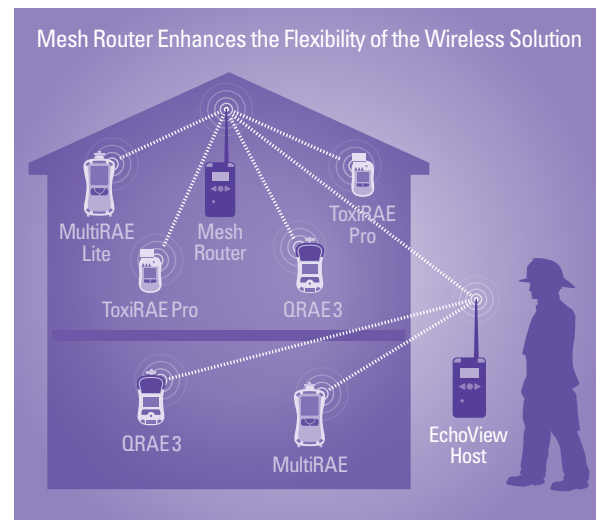 Mesh Router Enhances the Flexibility of the Wireless Solution
MultiRAE
Lite
Mesh
Router
ToxiRAE
Pro
ToxiRAE Pro
QRAE 3
QRAE 3
MultiRAE
EchoView
Host